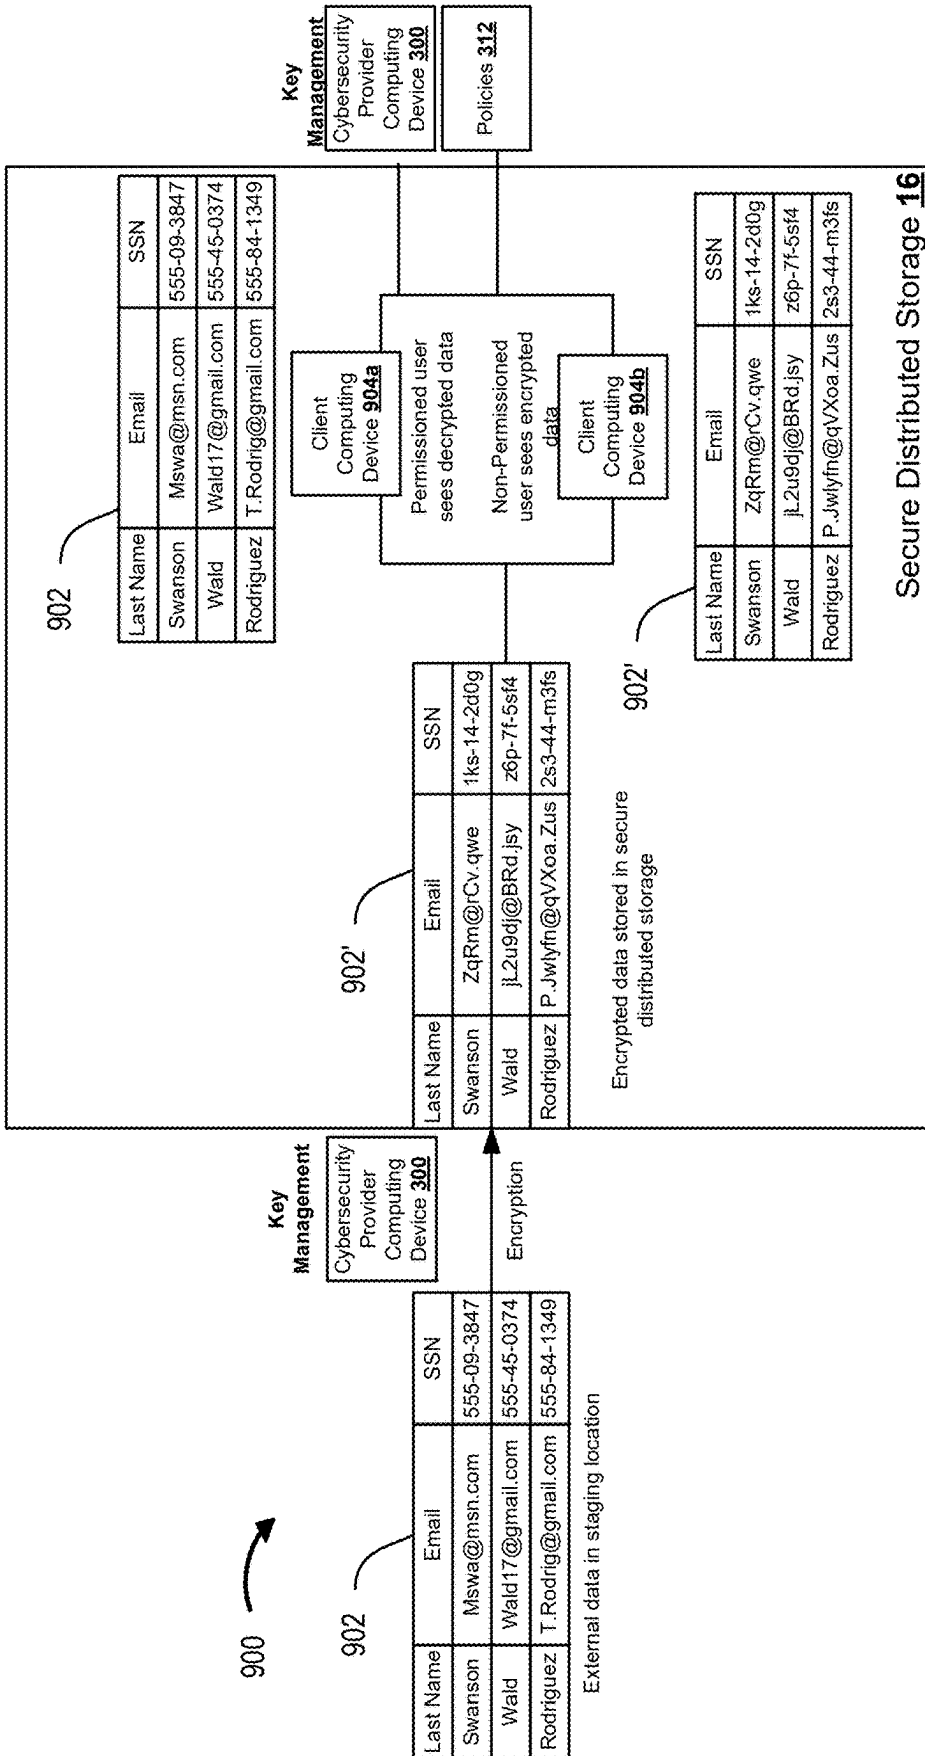 900
902
Last Name Email SSN
Swanson Mswa@msn.com 555-09-3847
Wald Wald17@gmail.com 555-45-0374
Rodriguez T.Rodrig@gmail.com 555-84-1349
External data in staging location
Key
Management
Cybersecurity
Provider
Computing
Device 300
Encryption
902'
Last Name Email SSN
Swanson ZqRm@rCv.qwe 1ks-14-2d0g
Wald jL2u9dj@BRd.jsy z6p-7f-5sf4
Rodriguez P.Jwlyfn@qVXoa.Zus 2s3-44-m3fs
Encrypted data stored in secure
distributed storage
902
Last Name Email SSN
Swanson Mswa@msn.com 555-09-3847
Wald Wald17@gmail.com 555-45-0374
Rodriguez T.Rodrig@gmail.com 555-84-1349
Client
Computing
Device 904a
Permissioned user
sees decrypted data
Non-Permissioned
user sees encrypted
data
Client
Computing
Device 904b
902'
Last Name Email SSN
Swanson ZqRm@rCv.qwe 1ks-14-2d0g
Wald jL2u9dj@BRd.jsy z6p-7f-5sf4
Rodriguez P.Jwlyfn@qVXoa.Zus 2s3-44-m3fs
Key
Management
Cybersecurity
Provider
Computing
Device 300
Policies 312
Secure Distributed Storage 16